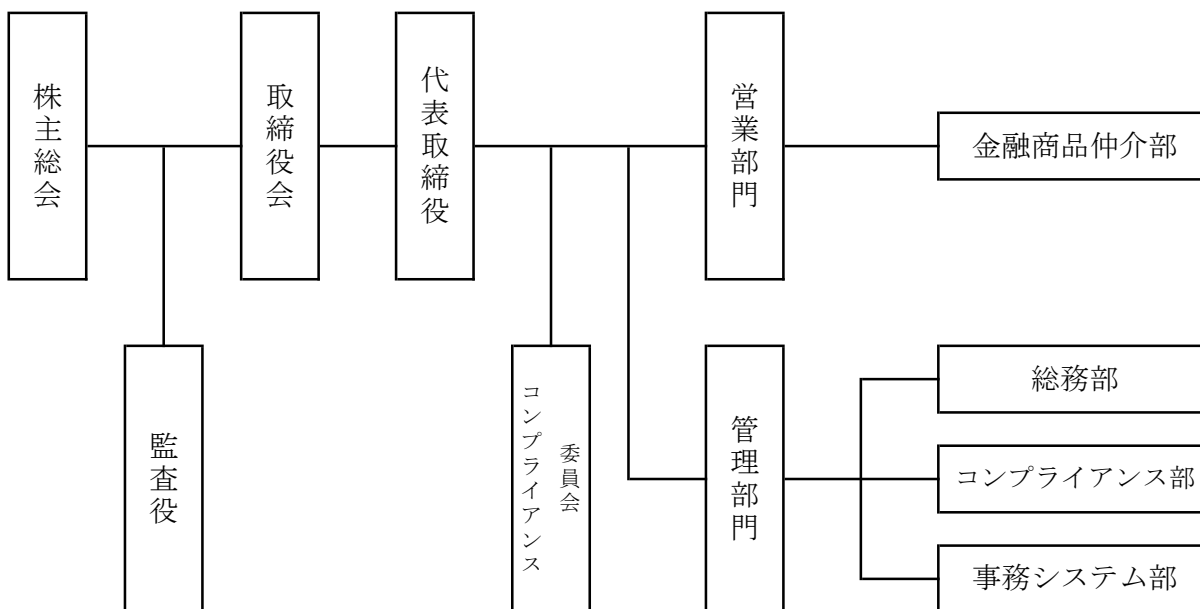 株主総会
取締役会
代表取締役
営業部門
金融商品仲介部
監査役
コンプライアンス
委員会
管理部門
総務部
コンプライアンス部
事務システム部